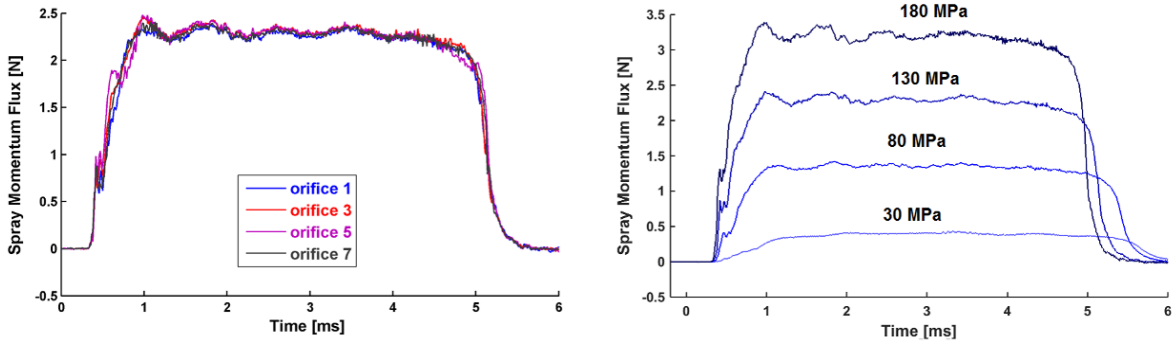 Spray Momentum Flux [N]
2.5
2
1.5
1
0.5
0
-0.5
orifice 1
orifice 3
orifice 5
orifice 7
0 1 2 3 4 5 6
Time [ms]
Spray Momentum Flux [N]
3.5
3
2.5
2
1.5
1
0.5
0
-0.5
180 MPa
130 MPa
80 MPa
30 MPa
0 1 2 3 4 5 6
Time [ms]